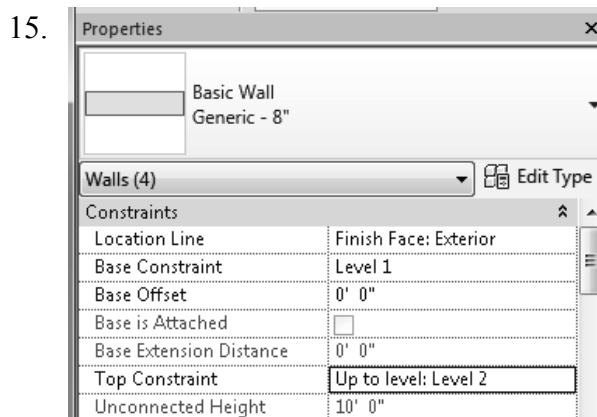 15.
Properties
Basic Wall
Generic - 8"
Walls (4)
Edit Type
Constraints
Location Line Finish Face: Exterior
Base Constraint Level 1
Base Offset 0' 0"
Base is Attached
Base Extension Distance 0' 0"
Top Constraint Up to level: Level 2
Unconnected Height 10' 0"